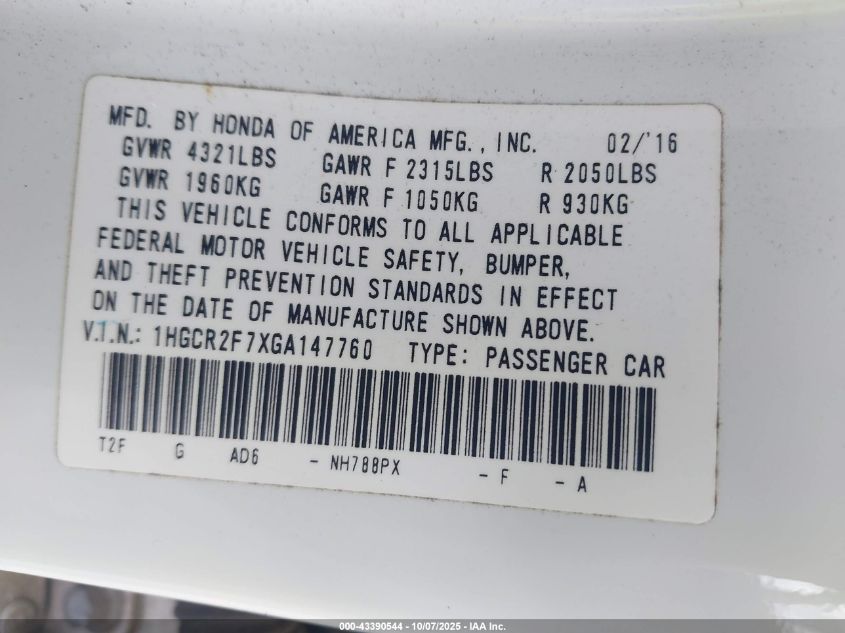 MFD. BY HONDA OF AMERICA MFG., INC. 02/'16
GVWR 4321LBS GAWR F 2315LBS R 2050LBS
GVWR 1960KG GAWR F 1050KG R 930KG
THIS VEHICLE CONFORMS TO ALL APPLICABLE
FEDERAL MOTOR VEHICLE SAFETY, BUMPER,
AND THEFT PREVENTION STANDARDS IN EFFECT
ON THE DATE OF MANUFACTURE SHOWN ABOVE.
V.I.N.: 1HGCR2F7XGA147760 TYPE: PASSENGER CAR
T2F G AD6 - NH788PX - F - A
000-43390544 - 10/07/2025 - IAA Inc.